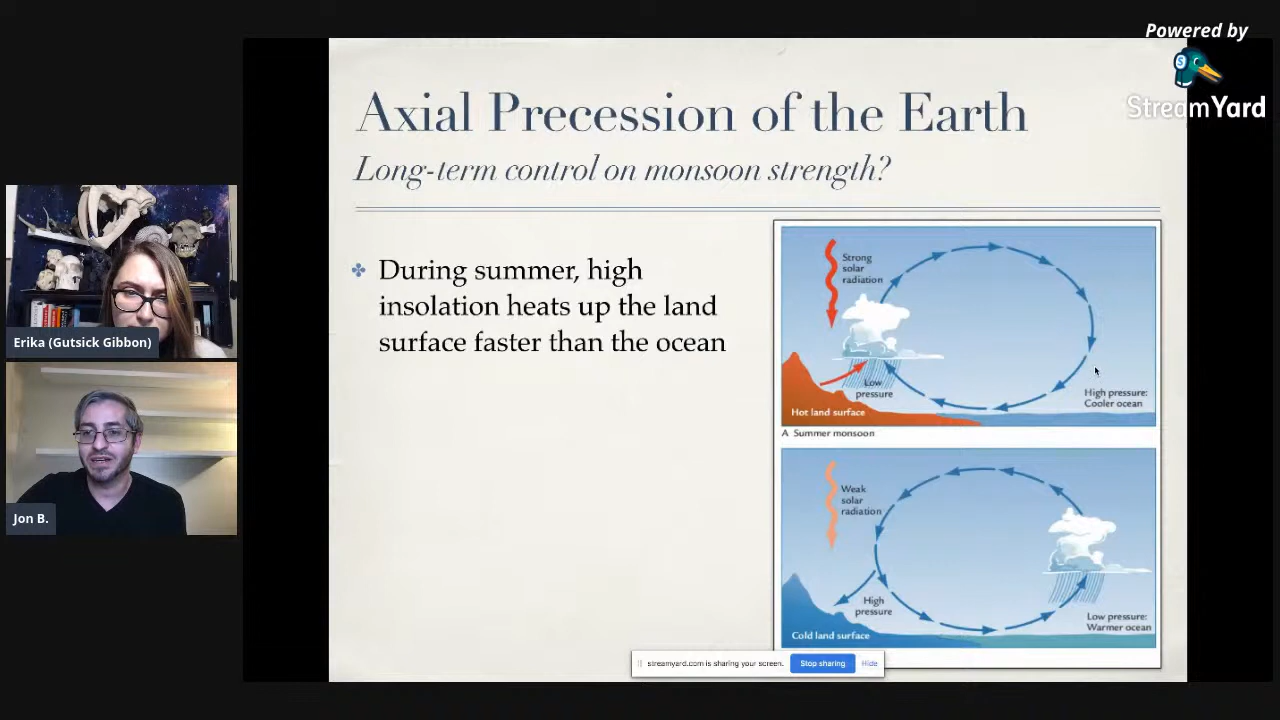 Powered by
StreamYard
Axial Precession of the Earth
Long-term control on monsoon strength?
During summer, high
insolation heats up the land
surface faster than the ocean
Strong
solar
radiation
Low
pressure
High pressure:
Cooler ocean
Hot land surface
A Summer monsoon
Weak
solar
radiation
High
pressure
Low pressure:
Warmer ocean
Cold land surface
streamyard.com is sharing your screen.
Stop sharing
Hide
Erika (Gutsick Gibbon)
Jon B.